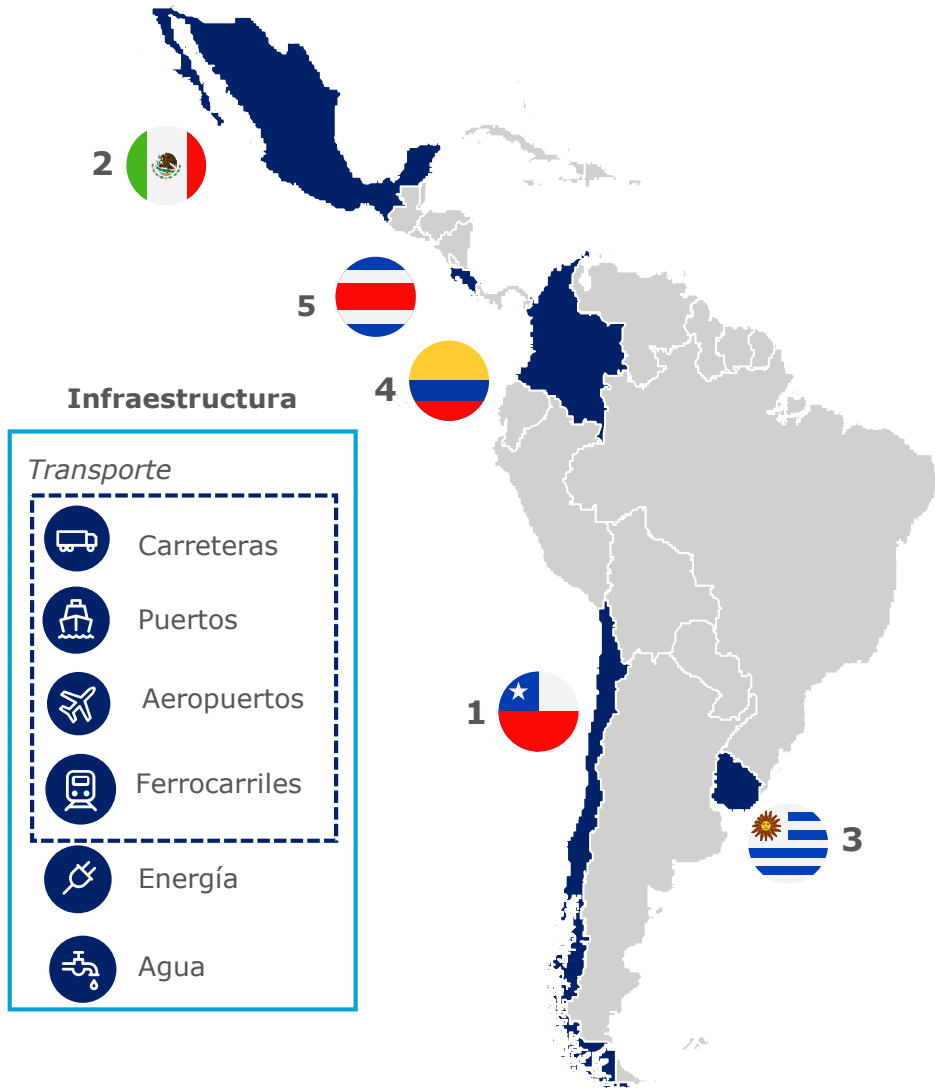 2
5
4
Infraestructura
Transporte
Carreteras
Puertos
Aeropuertos
Ferrocarriles
Energía
Agua
1
3